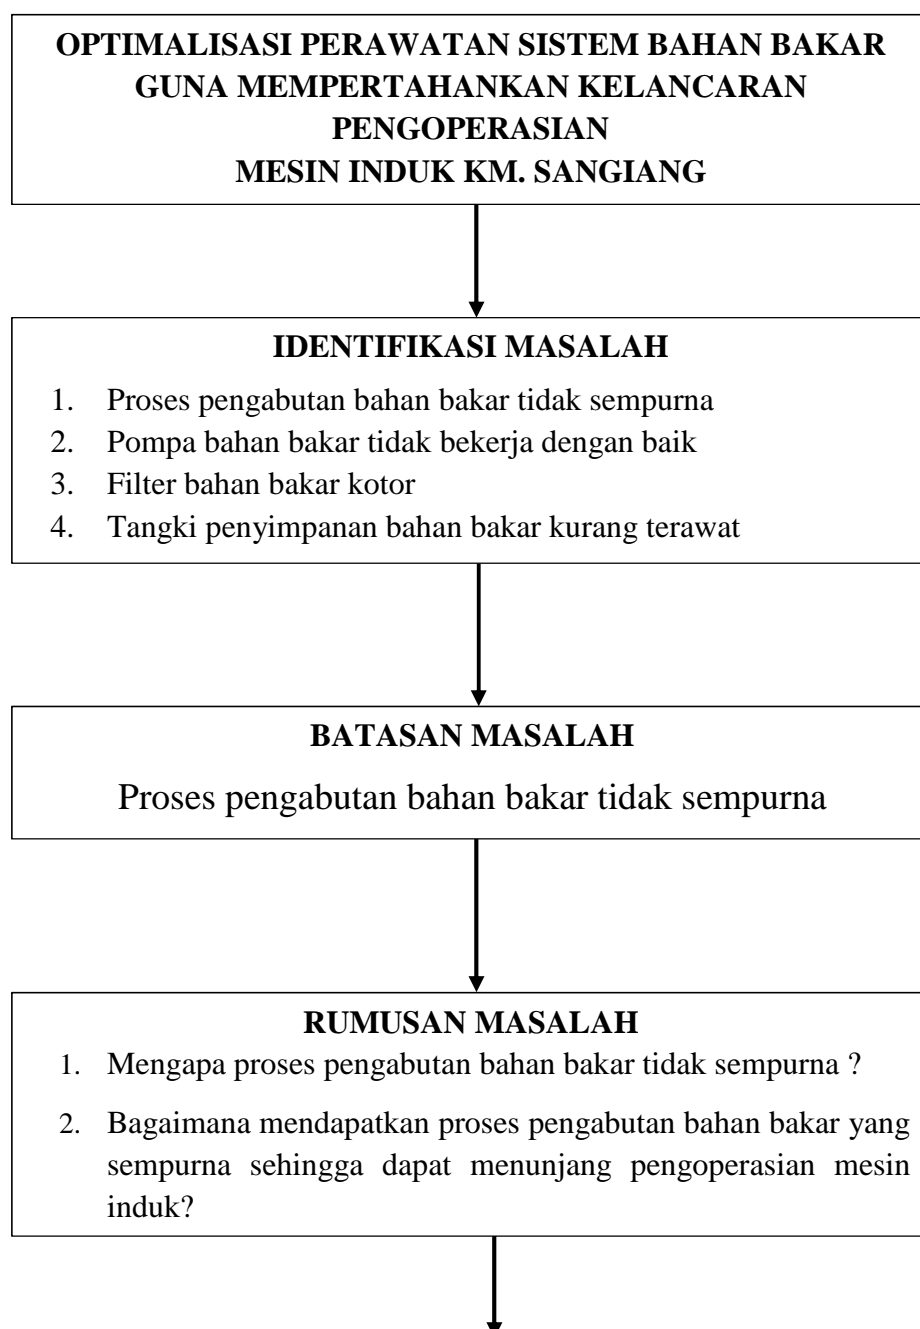 OPTIMALISASI PERAWATAN SISTEM BAHAN BAKAR
GUNA MEMPERTAHANKAN KELANCARAN
PENGOPERASIAN
MESIN INDUK KM. SANGIANG
IDENTIFIKASI MASALAH
1. Proses pengabutan bahan bakar tidak sempurna
2. Pompa bahan bakar tidak bekerja dengan baik
3. Filter bahan bakar kotor
4. Tangki penyimpanan bahan bakar kurang terawat
BATASAN MASALAH
Proses pengabutan bahan bakar tidak sempurna
RUMUSAN MASALAH
1. Mengapa proses pengabutan bahan bakar tidak sempurna ?
2. Bagaimana mendapatkan proses pengabutan bahan bakar yang
sempurna sehingga dapat menunjang pengoperasian mesin
induk?